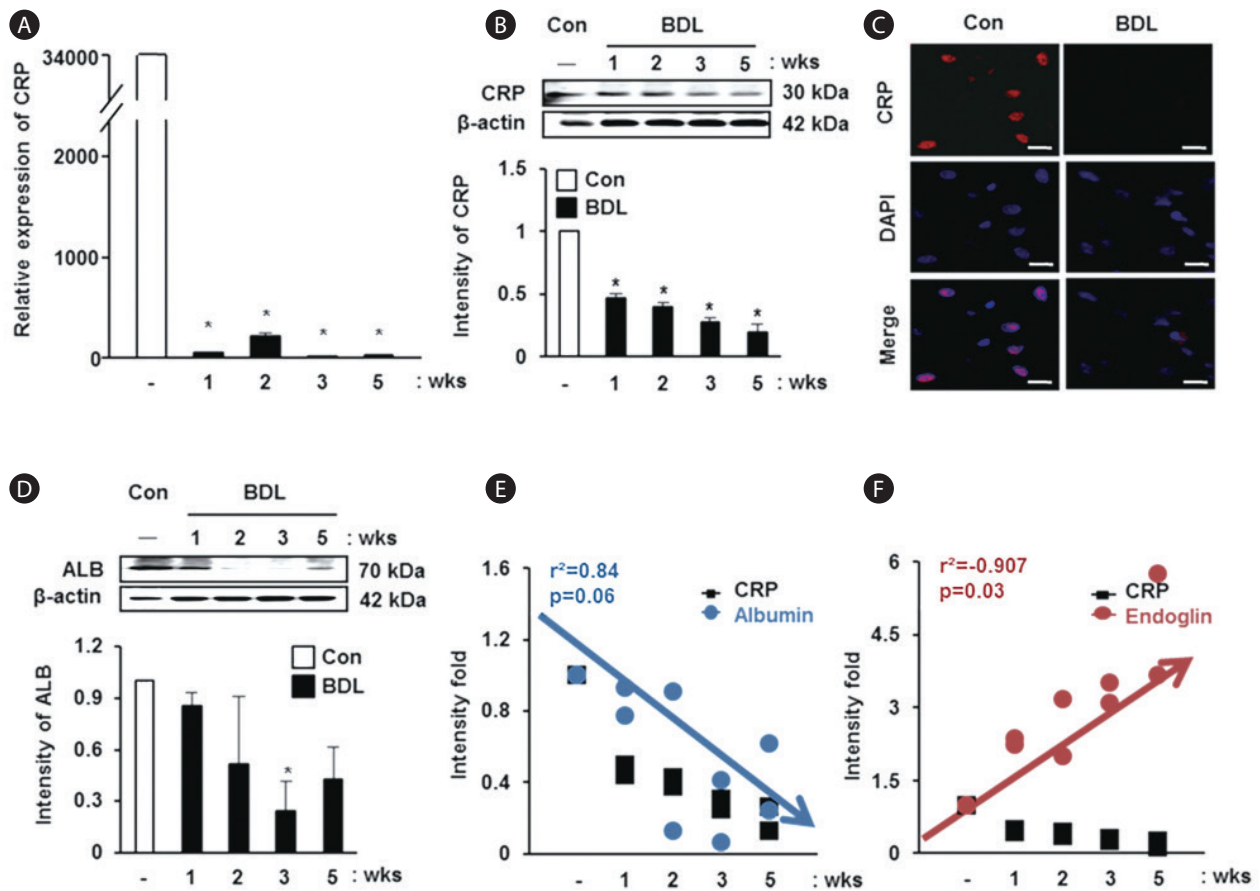 A
Relative expression of CRP
34000
2000
1000
0
*
*
*
*
-
1
2
3
5
: wks
B
Con
BDL
—
1
2
3
5
: wks
CRP
30 kDa
β-actin
42 kDa
Intensity of CRP
1.5
1
0.5
0
Con
BDL
*
*
*
*
-
1
2
3
5
: wks
C
Con
BDL
CRP
DAPI
Merge
D
Con
BDL
—
1
2
3
5
: wks
ALB
70 kDa
β-actin
42 kDa
Intensity of ALB
1.2
0.9
0.6
0.3
0
Con
BDL
*
-
1
2
3
5
: wks
E
Intensity fold
1.6
1.2
0.8
0.4
0
r²=0.84
p=0.06
CRP
Albumin
-
1
2
3
5
: wks
F
Intensity fold
6
4.5
3
1.5
0
r²=-0.907
p=0.03
CRP
Endoglin
-
1
2
3
5
: wks